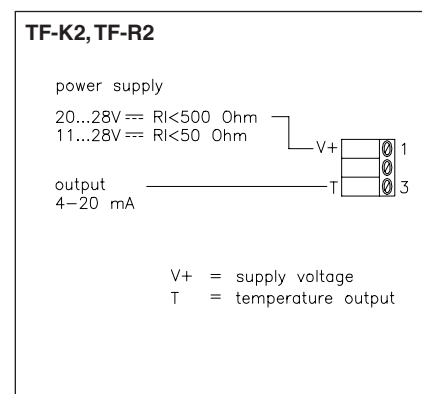 TF-K2, TF-R2
power supply
20...28V⎓ RI<500 Ohm
11...28V⎓ RI<50 Ohm
V+ 1
output
4-20 mA
T 3
V+ = supply voltage
T = temperature output